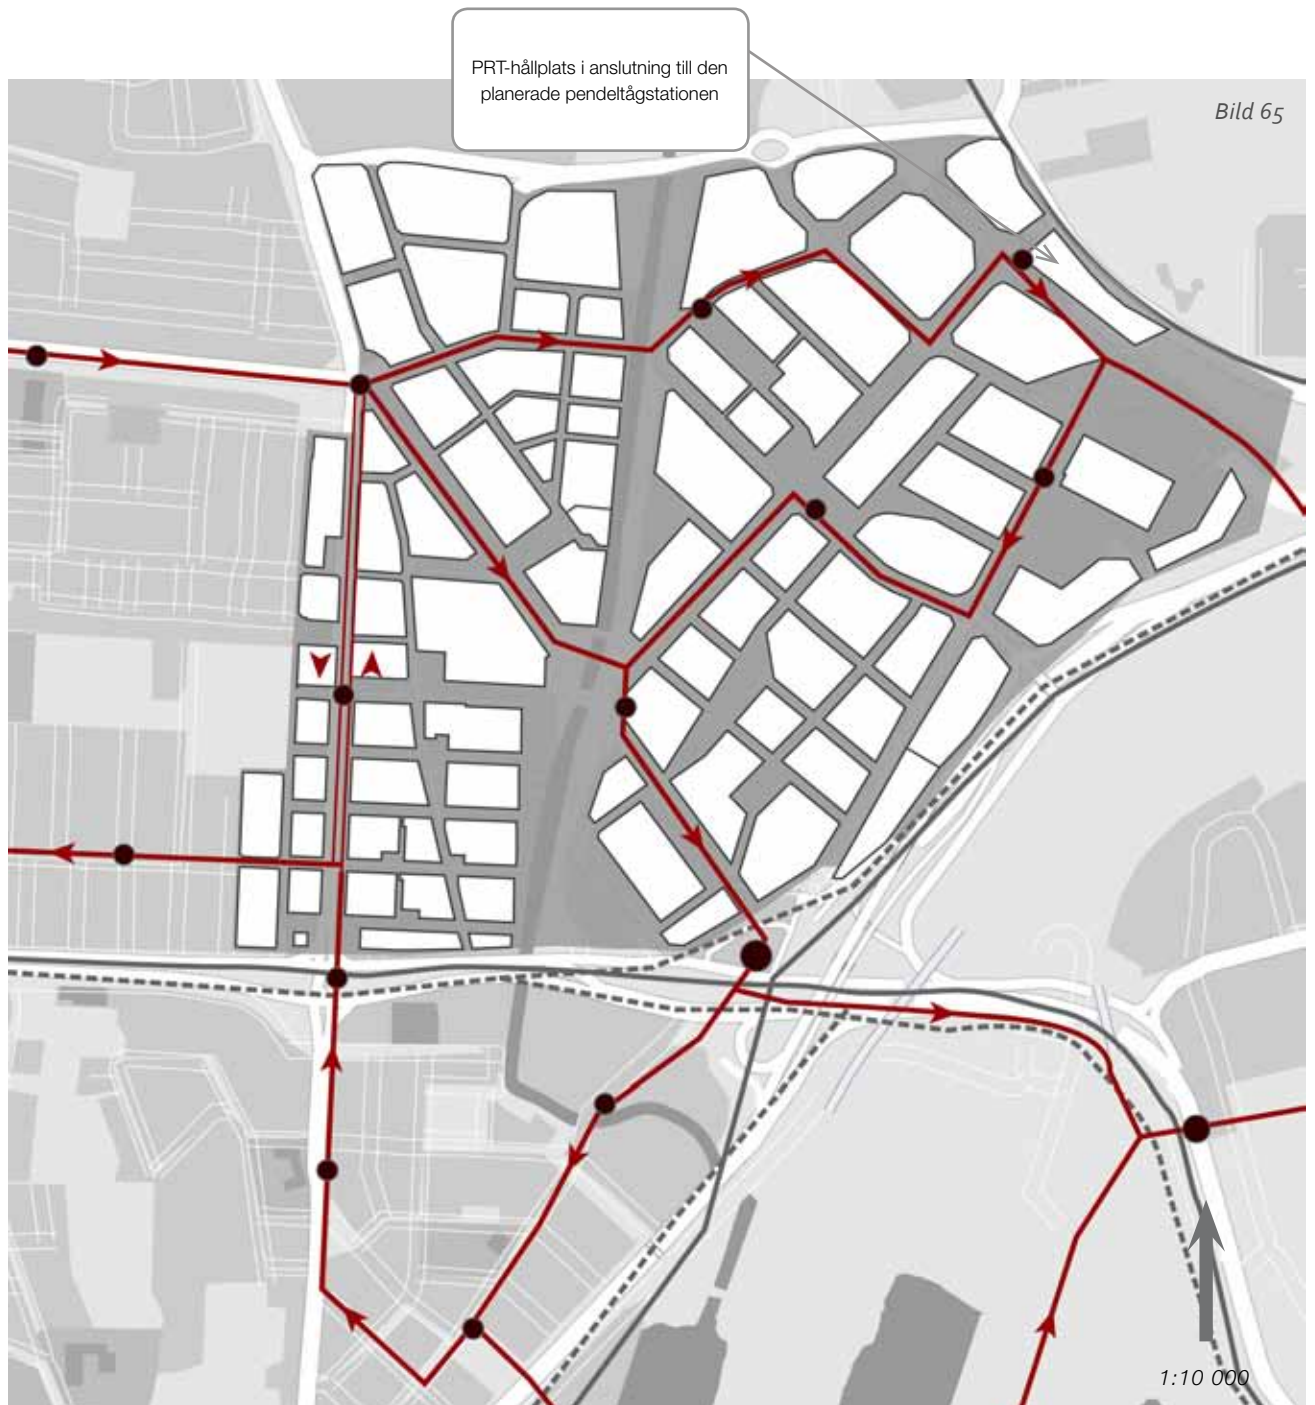 PRT-hållplats i anslutning till den
planerade pendeltågstationen
Bild 65
1:10 000